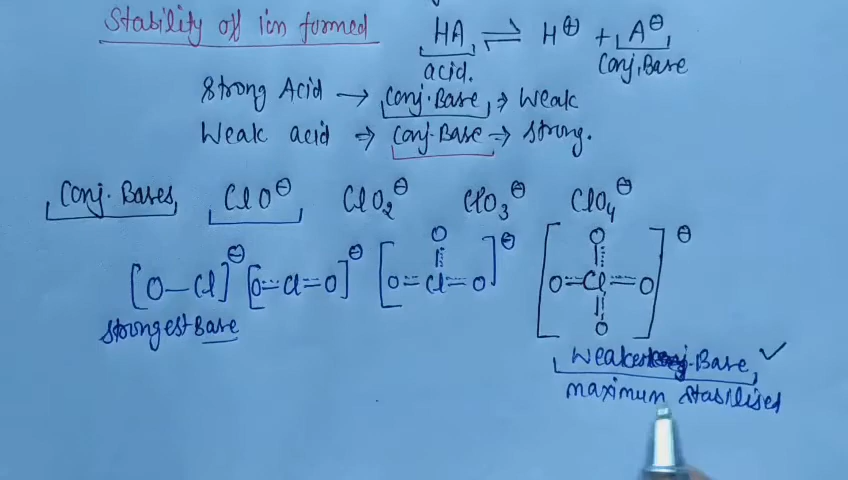 Stability of ion formed
HA ⇌ H⊕ + A⊖
acid. Conj. Base
Strong Acid → Conj. Base, ⇒ Weak
Weak acid ⇒ Conj. Base ⇒ strong.
Conj. Bases ClO⊖ ClO₂⊖ ClO₃⊖ ClO₄⊖
[O–Cl]⊖ [O=Cl=O]⊖ [O=Cl=O]⊖ [O=Cl=O]⊖
O O
O
strongest Base
Base
maximum stabilised